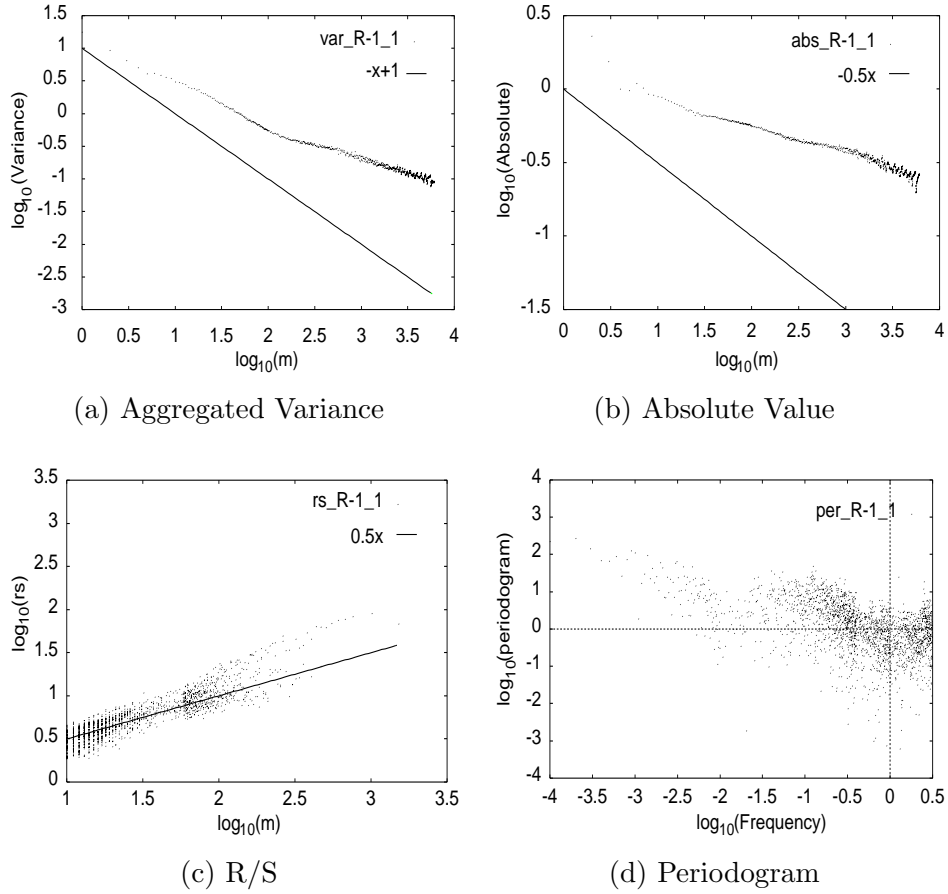 1.5
1
0.5
0
-0.5
-1
-1.5
-2
-2.5
-3
log10(Variance)
var_R-1_1
-x+1
0 0.5 1 1.5 2 2.5 3 3.5 4
log10(m)
(a) Aggregated Variance
0.5
0
-0.5
-1
-1.5
log10(Absolute)
abs_R-1_1
-0.5x
0 0.5 1 1.5 2 2.5 3 3.5 4
log10(m)
(b) Absolute Value
3.5
3
2.5
2
1.5
1
0.5
0
log10(rs)
rs_R-1_1
0.5x
1 1.5 2 2.5 3 3.5
log10(m)
(c) R/S
4
3
2
1
0
-1
-2
-3
-4
log10(periodogram)
per_R-1_1
-4 -3.5 -3 -2.5 -2 -1.5 -1 -0.5 0 0.5
log10(Frequency)
(d) Periodogram